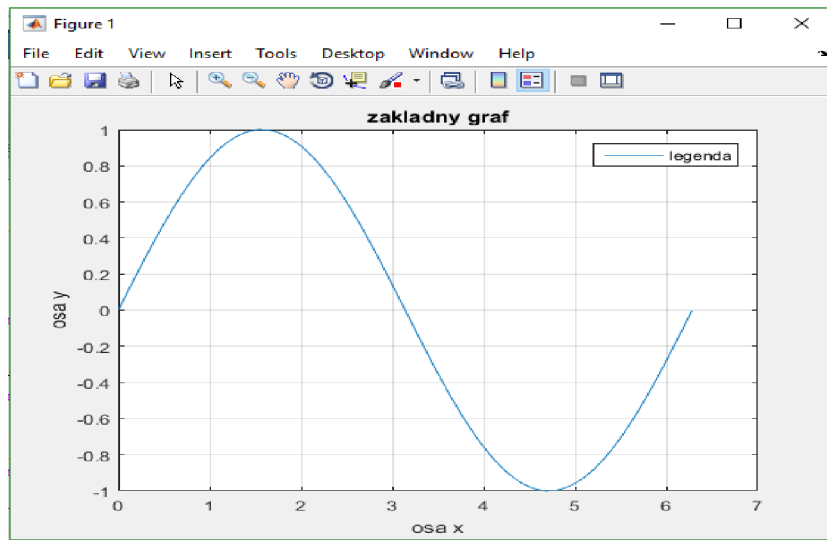 Figure 1
File Edit View Insert Tools Desktop Window Help
zakladny graf
legenda
1
0.8
0.6
0.4
0.2
0
-0.2
-0.4
-0.6
-0.8
-1
osa y
0 1 2 3 4 5 6 7
osa x